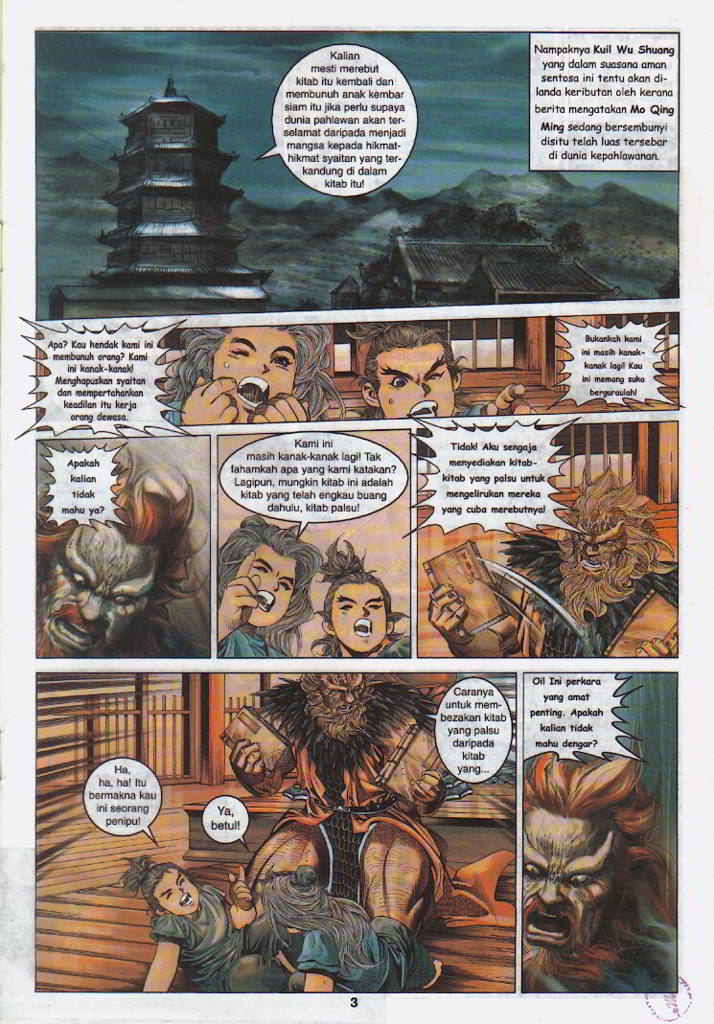 Kalian
mesti merebut
kitab itu kembali dan
membunuh anak kembar
siam itu jika perlu supaya
dunia pahlawan akan ter-
selamat daripada menjadi
mangsa kepada hikmat-
hikmat syaitan yang ter-
kandung di dalam
kitab itu!
Nampaknya Kuil Wu Shuang
yang dalam suasana aman
sentosa ini tentu akan di-
landa keributan oleh kerana
berita mengatakan Mo Qing
Ming sedang bersembunyi
disitu telah luas tersebar
di dunia kepahlawanan.
Apa? Kau hendak kami ini
membunuh orang? Kami
ini kanak-kanak!
Menghapuskan syaitan
dan mempertahankan
keadilan itu kerja
orang dewasa.
Bukankah kami
ini masih kanak-
kanak lagi! Kau
ini memang suka
berguraulah!
Apakah
kalian
tidak
mahu ya?
Kami ini
masih kanak-kanak lagi! Tak
fahamkah apa yang kami katakan?
Lagipun, mungkin kitab ini adalah
kitab yang telah engkau buang
dahulu, kitab palsu!
Tidak! Aku sengaja
menyediakan kitab-
kitab yang palsu untuk
mengelirukan mereka
yang cuba merebutnya!
Ha,
ha, ha! Itu
bermakna kau
ini seorang
penipu!
Ya,
betul!
Caranya
untuk mem-
bezakan kitab
yang palsu
daripada
kitab
yang...
Oi! Ini perkara
yang amat
penting. Apakah
kalian tidak
mahu dengar?
3